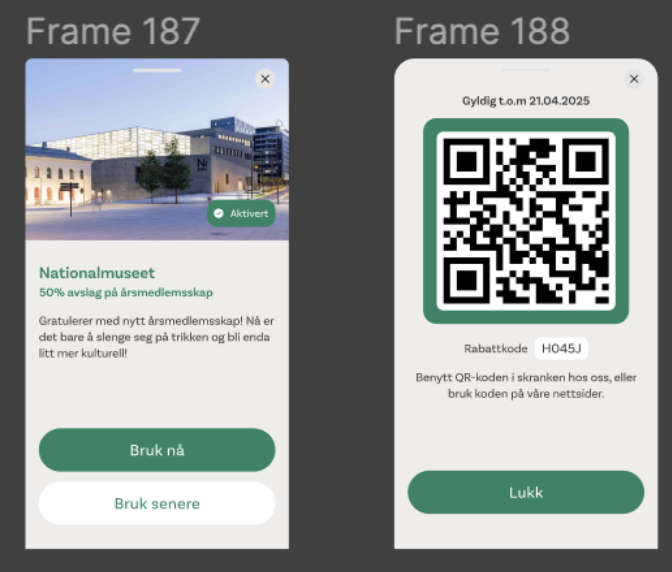 Frame 187
Aktivert
Nationalmuseet
50% avslag på årsmedlemsskap
Gratulerer med nytt årsmedlemsskap! Nå er
det bare å slenge seg på trikken og bli enda
litt mer kulturell!
Bruk nå
Bruk senere
Frame 188
Gyldig t.o.m 21.04.2025
Rabattkode H045J
Benytt QR-koden i skranken hos oss, eller
bruk koden på våre nettsider.
Lukk